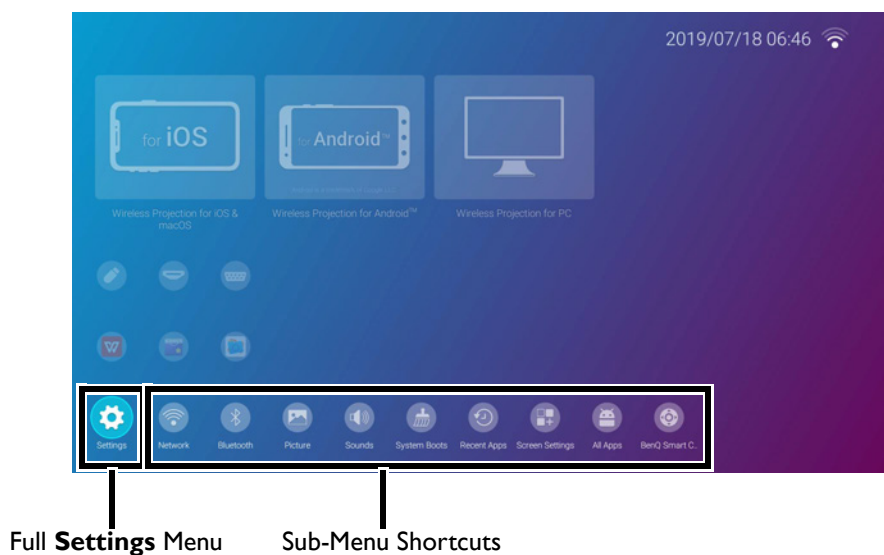 2019/07/18 06:46
for iOS
for Android™
Wireless Projection for iOS &
macOS
Wireless Projection for Android™
Wireless Projection for PC
Settings
Network
Bluetooth
Picture
Sounds
System Boots
Recent Apps
Screen Settings
All Apps
BenQ Smart C..
Full Settings Menu
Sub-Menu Shortcuts